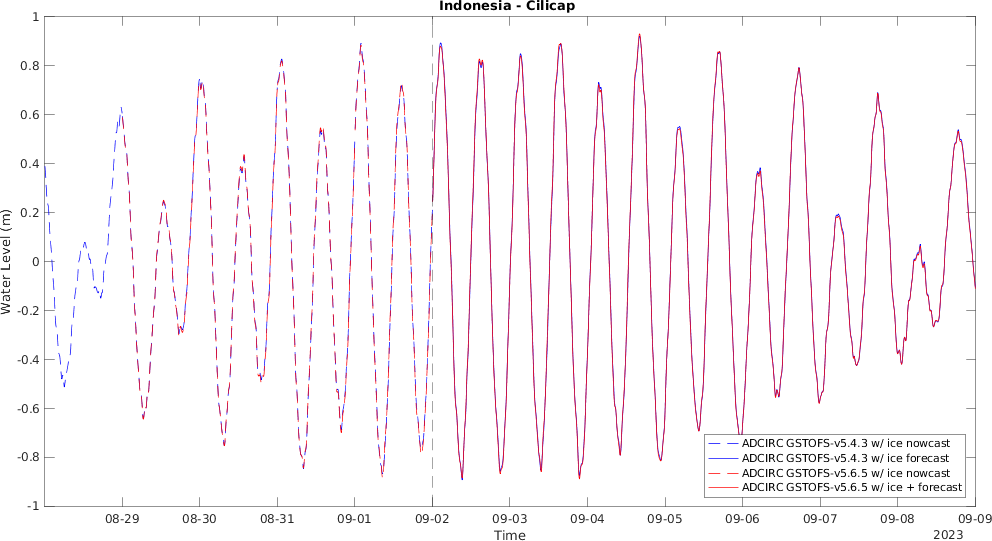 Indonesia - Cilicap
1
0.8
0.6
0.4
0.2
0
-0.2
-0.4
-0.6
-0.8
-1
Water Level (m)
08-29 08-30 08-31 09-01 09-02 09-03 09-04 09-05 09-06 09-07 09-08 09-09
Time
2023
ADCIRC GSTOFS-v5.4.3 w/ ice nowcast
ADCIRC GSTOFS-v5.4.3 w/ ice forecast
ADCIRC GSTOFS-v5.6.5 w/ ice nowcast
ADCIRC GSTOFS-v5.6.5 w/ ice + forecast